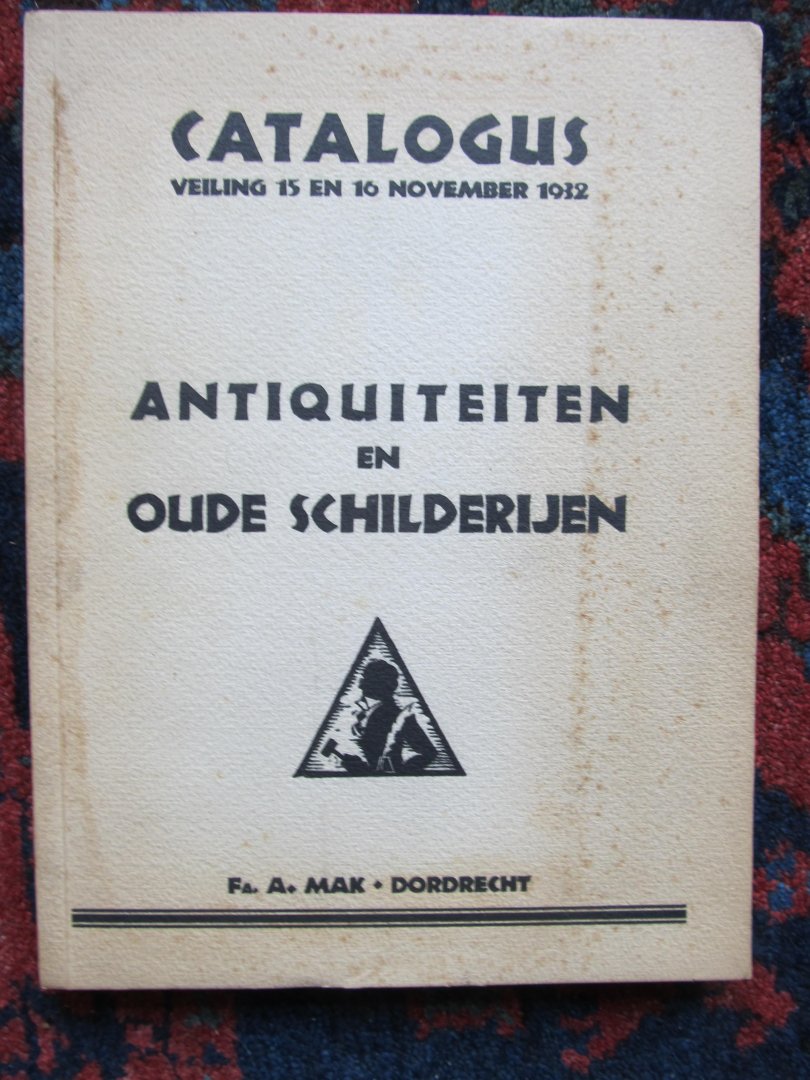 CATALOGUS
VEILING 15 EN 16 NOVEMBER 1932
ANTIQUITEITEN
EN
OUDE SCHILDERIJEN
FA. A. MAK • DORDRECHT